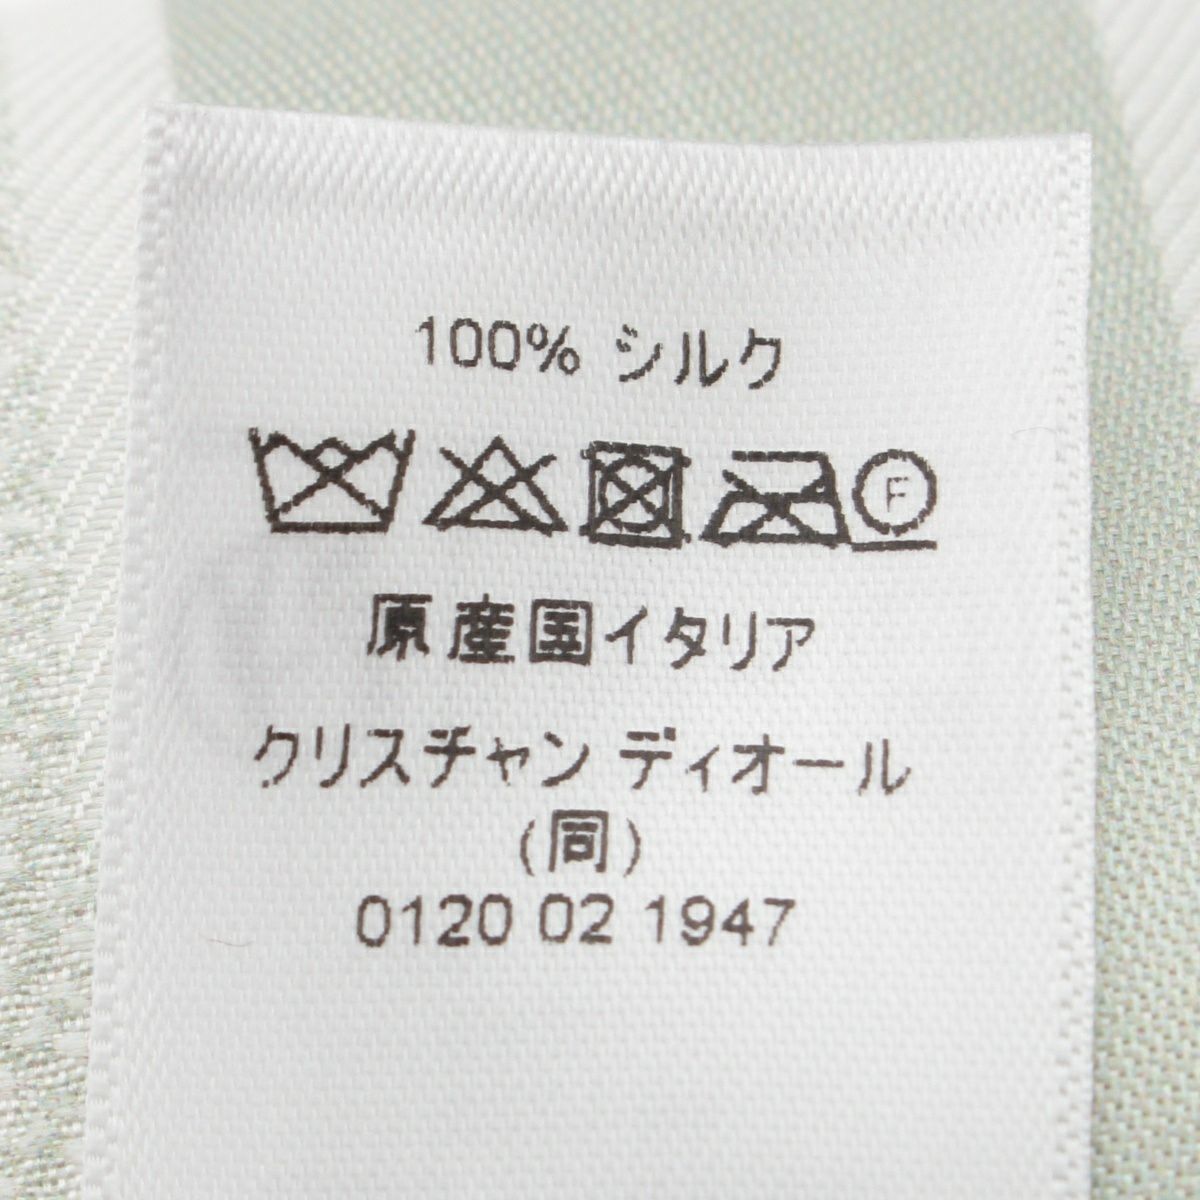 100% シルク
F
原産国イタリア
クリスチャン ディオール
(同)
0120 02 1947